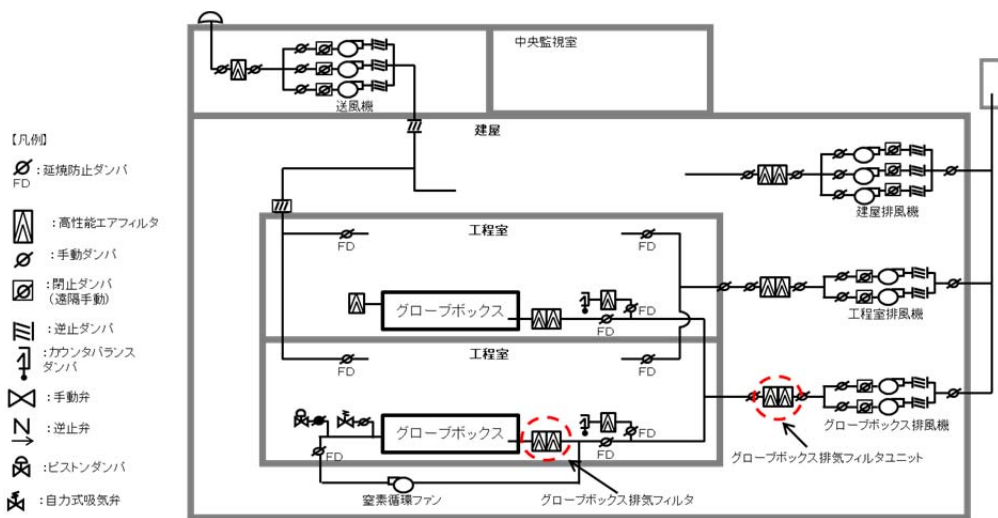 中央監視室
送風機
建屋
【凡例】
FD
:延焼防止ダンパ
:高性能エアフィルタ
:手動ダンパ
:閉止ダンパ
(遠隔手動)
:逆止ダンパ
:カウンタバランス
ダンパ
:手動弁
:逆止弁
:ピストンダンパ
:自力式吸気弁
建屋排風機
工程室
FD
FD
グローブボックス
FD
FD
工程室排風機
工程室
FD
FD
グローブボックス
FD
FD
FD
グローブボックス排風機
グローブボックス排気フィルタユニット
窒素循環ファン
グローブボックス排気フィルタ